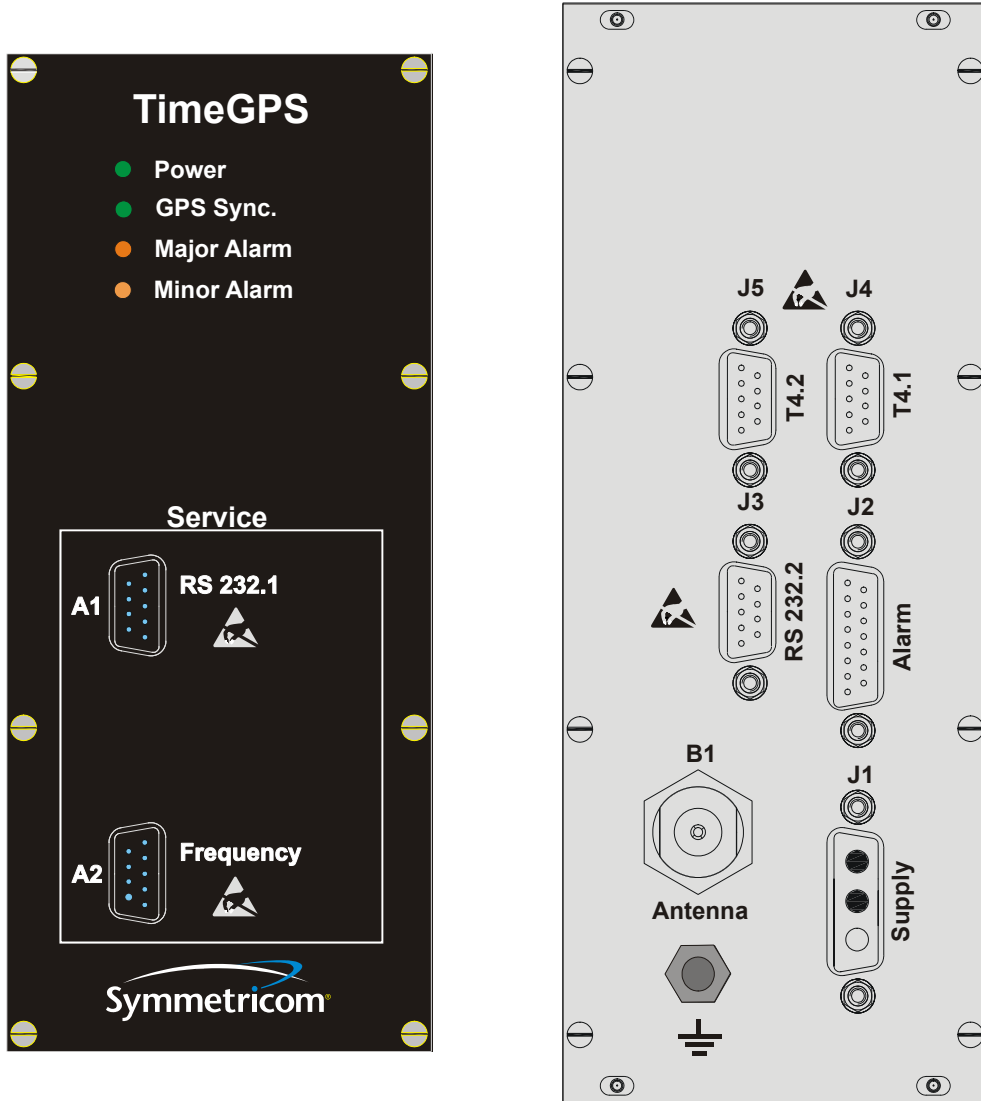 TimeGPS
Power
GPS Sync.
Major Alarm
Minor Alarm
Service
A1 RS 232.1
A2 Frequency
Symmetricom®
J5 J4
T4.2 T4.1
J3 J2
RS 232.2 Alarm
B1 J1
Antenna Supply